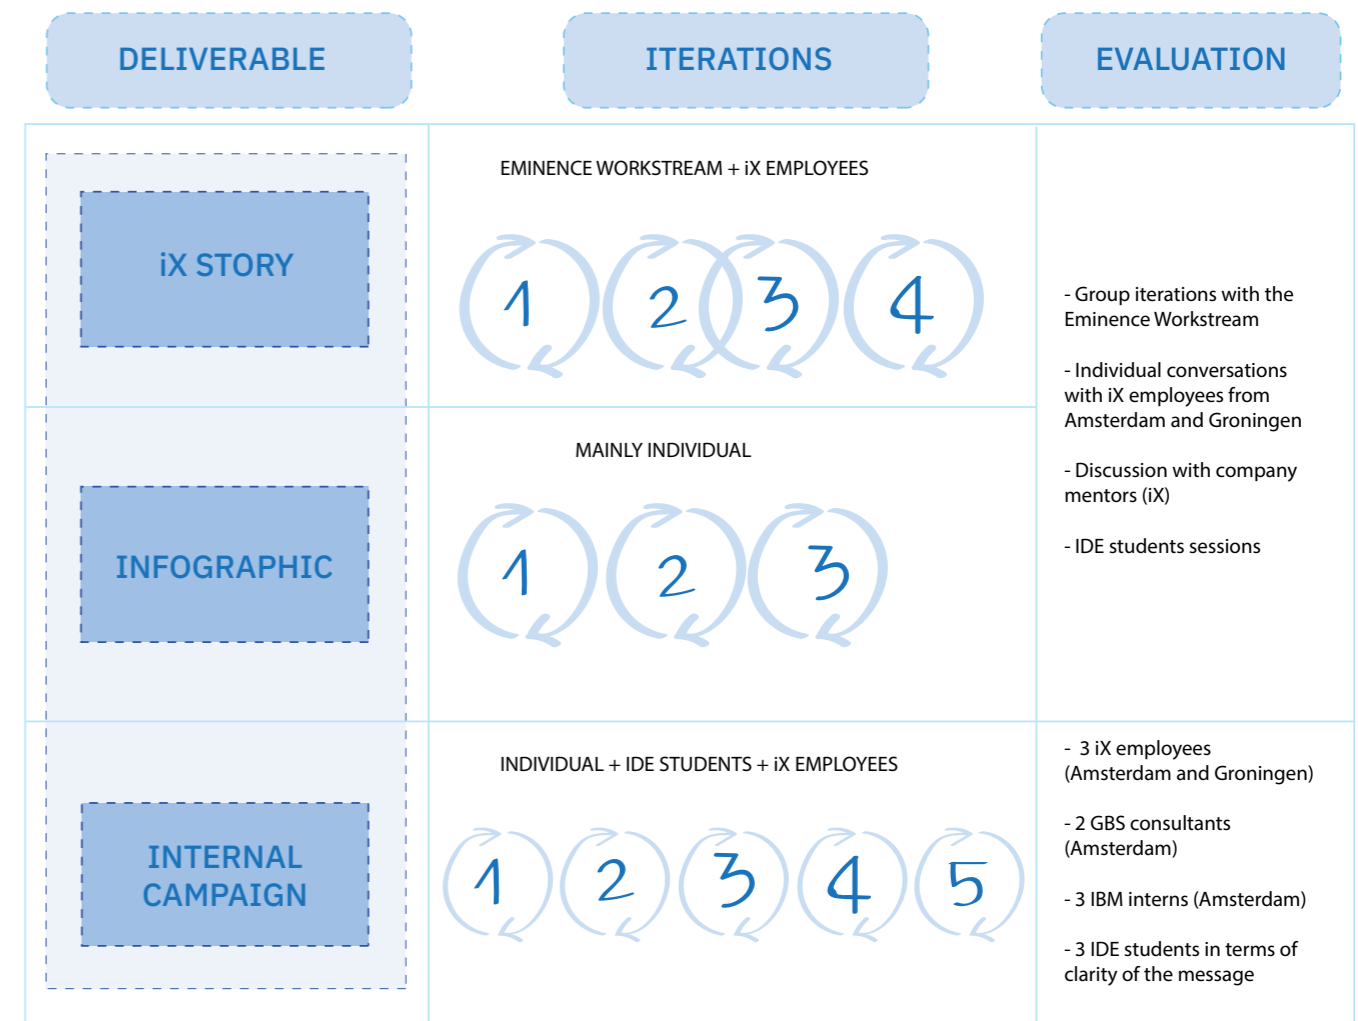 DELIVERABLE
ITERATIONS
EVALUATION
iX STORY
EMINENCE WORKSTREAM + iX EMPLOYEES
1 2 3 4
INFOGRAPHIC
MAINLY INDIVIDUAL
1 2 3
- Group iterations with the
Eminence Workstream
- Individual conversations
with iX employees from
Amsterdam and Groningen
- Discussion with company
mentors (iX)
- IDE students sessions
INTERNAL
CAMPAIGN
INDIVIDUAL + IDE STUDENTS + iX EMPLOYEES
1 2 3 4 5
- 3 iX employees
(Amsterdam and Groningen)
- 2 GBS consultants
(Amsterdam)
- 3 IBM interns (Amsterdam)
- 3 IDE students in terms of
clarity of the message